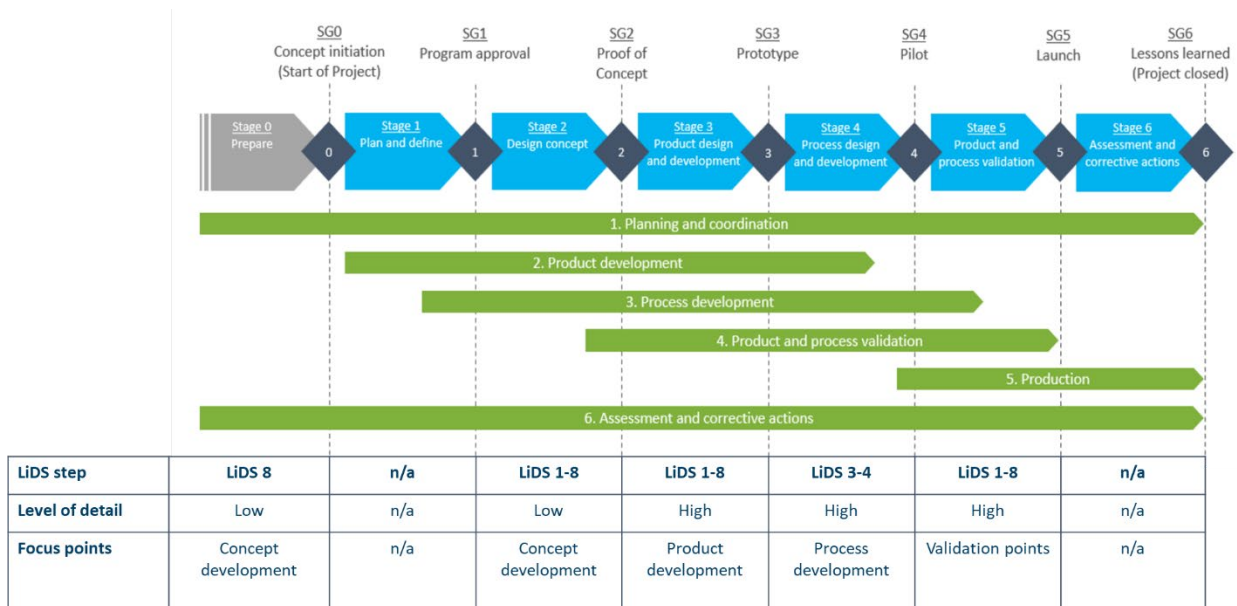 SG0
Concept initiation
(Start of Project)
SG1
Program approval
SG2
Proof of
Concept
SG3
Prototype
SG4
Pilot
SG5
Launch
SG6
Lessons learned
(Project closed)
Stage 0
Prepare
0
Stage 1
Plan and define
1
Stage 2
Design concept
2
Stage 3
Product design
and development
3
Stage 4
Process design
and development
4
Stage 5
Product and
process validation
5
Stage 6
Assessment and
corrective actions
6
1. Planning and coordination
2. Product development
3. Process development
4. Product and process validation
5. Production
6. Assessment and corrective actions
LiDS step LiDS 8 n/a LiDS 1-8 LiDS 1-8 LiDS 3-4 LiDS 1-8 n/a
Level of detail Low n/a Low High High High n/a
Focus points Concept n/a Concept Product Process Validation points n/a
development development development development